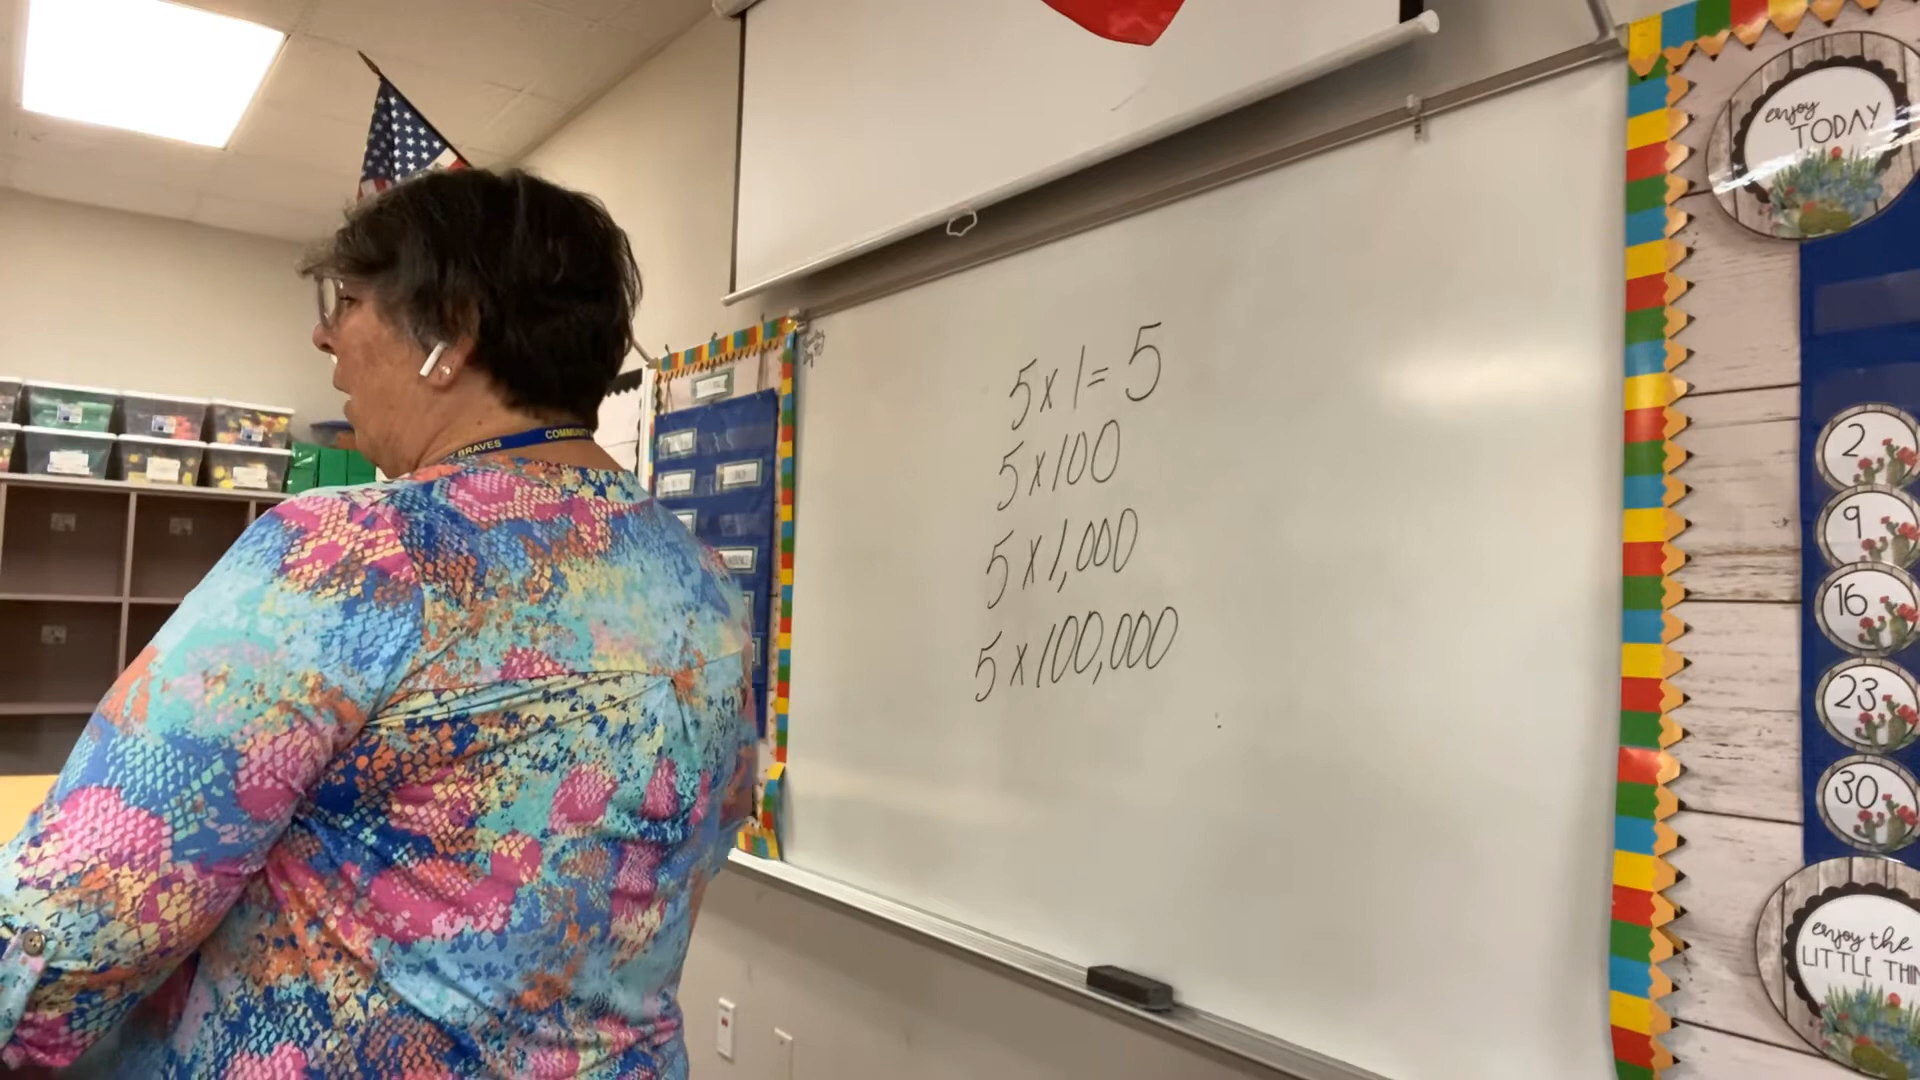 enjoy
TODAY
5 x 1 = 5
5 x 100
5 x 1,000
5 x 100,000
BRAVES
COMMUNITY
2
9
16
23
30
enjoy the
LITTLE THIN